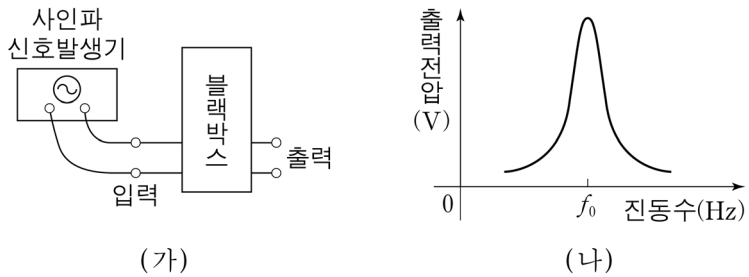 사인파
신호발생기
블랙박스
입력
출력
(가)
출력전압
(V)
0
f₀
진동수(Hz)
(나)